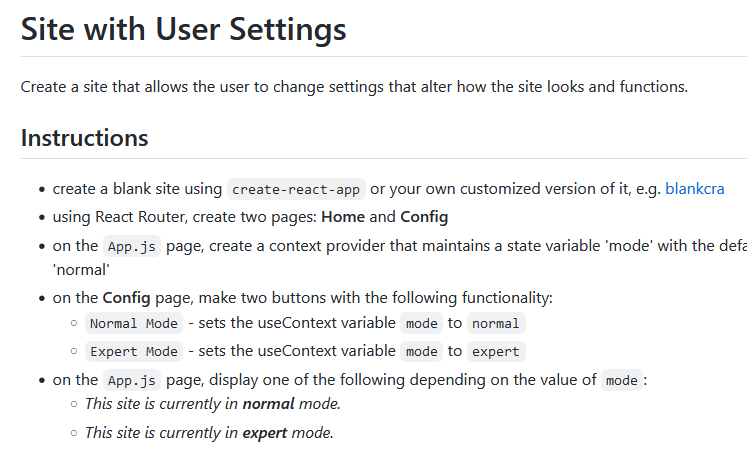 Site with User Settings
Create a site that allows the user to change settings that alter how the site looks and functions.
Instructions
create a blank site using create-react-app or your own customized version of it, e.g. blankcra
using React Router, create two pages: Home and Config
on the App.js page, create a context provider that maintains a state variable 'mode' with the defa
'normal'
on the Config page, make two buttons with the following functionality:
Normal Mode - sets the useContext variable mode to normal
Expert Mode - sets the useContext variable mode to expert
on the App.js page, display one of the following depending on the value of mode:
This site is currently in normal mode.
This site is currently in expert mode.